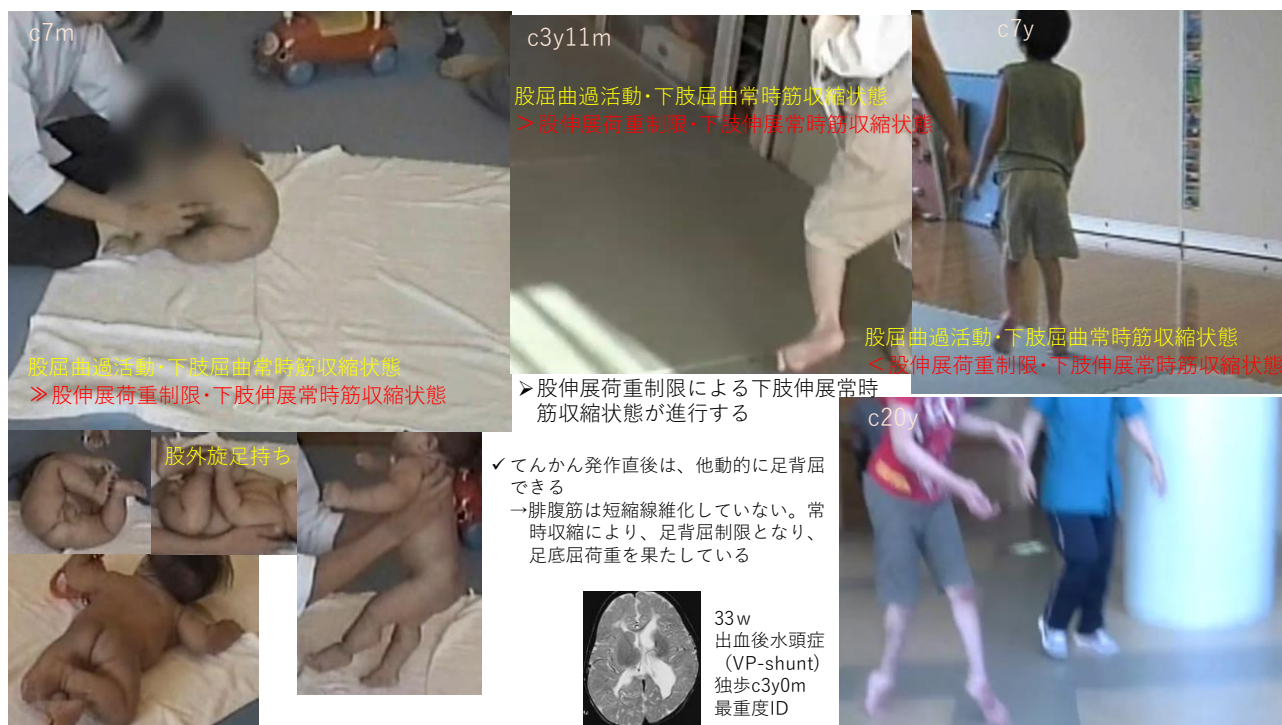 c7m
股屈曲過活動・下肢屈曲常時筋収縮状態
≫股伸展荷重制限・下肢伸展常時筋収縮状態
c3y11m
股屈曲過活動・下肢屈曲常時筋収縮状態
＞股伸展荷重制限・下肢伸展常時筋収縮状態
c7y
股屈曲過活動・下肢屈曲常時筋収縮状態
＜股伸展荷重制限・下肢伸展常時筋収縮状態
股外旋足持ち
➢股伸展荷重制限による下肢伸展常時
筋収縮状態が進行する
✓てんかん発作直後は、他動的に足背屈
できる
→腓腹筋は短縮線維化していない。常
時収縮により、足背屈制限となり、
足底屈荷重を果たしている
33w
出血後水頭症
（VP-shunt）
独歩c3y0m
最重度ID
c20y